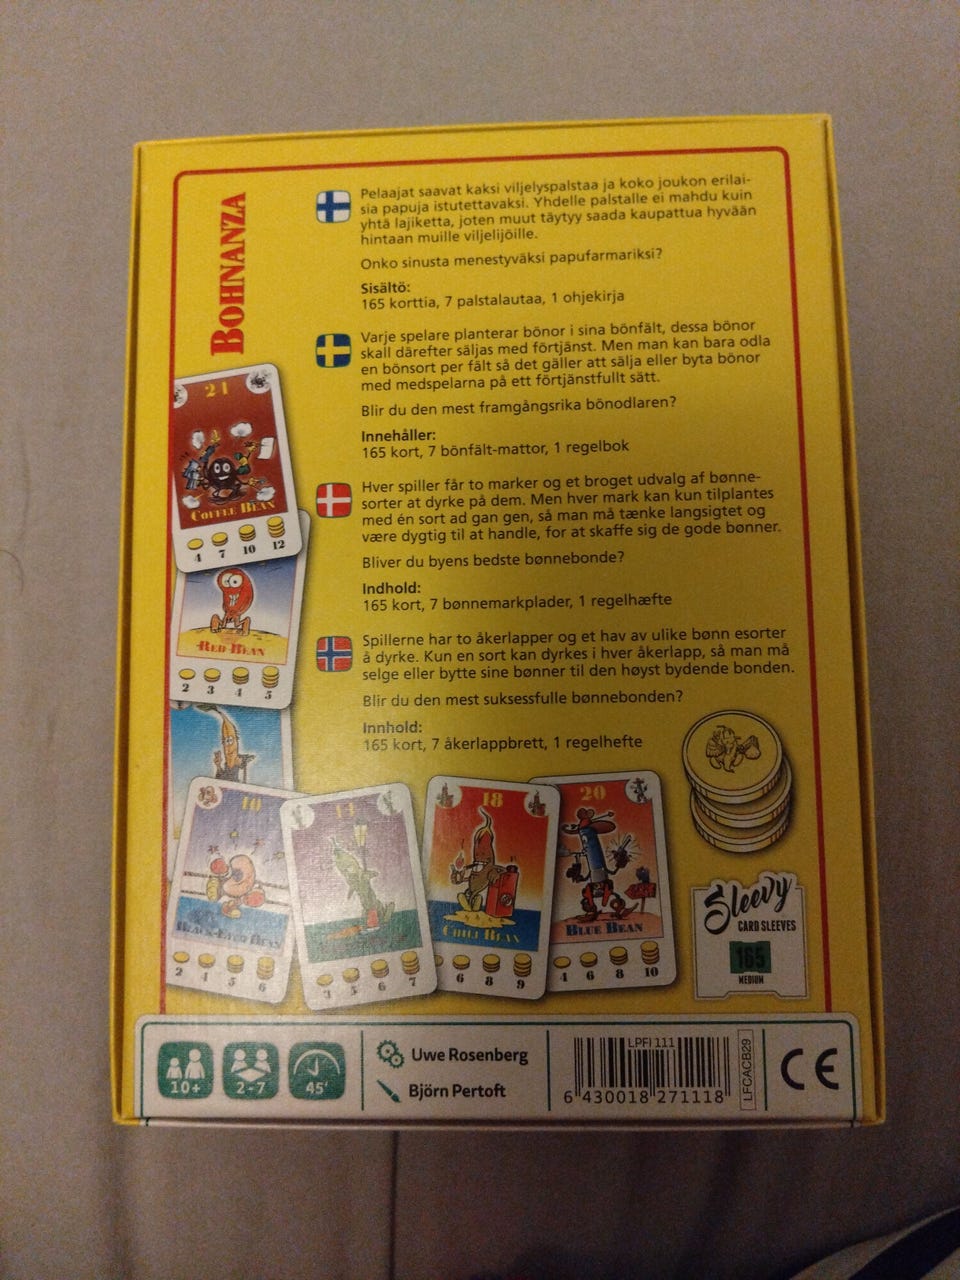 BOHNANZA
Pelaajat saavat kaksi viljelyspalstaa ja koko joukon erilai-
sia papuja istutettavaksi. Yhdelle palstalle ei mahdu kuin
yhtä lajiketta, joten muut täytyy saada kaupattua hyvään
hintaan muille viljelijöille.
Onko sinusta menestyväksi papufarmariksi?
Sisältö:
165 korttia, 7 palstalautaa, 1 ohjekirja
Varje spelare planterar bönor i sina bönfält, dessa bönor
skall därefter säljas med förtjänst. Men man kan bara odla
en bönsort per fält så det gäller att sälja eller byta bönor
med medspelarna på ett förtjänstfullt sätt.
Blir du den mest framgångsrika bönodlaren?
Innehåller:
165 kort, 7 bönfält-mattor, 1 regelbok
Hver spiller får to marker og et broget udvalg af bønne-
sorter at dyrke på dem. Men hver mark kan kun tilplantes
med én sort ad gan gen, så man må tænke langsigtet og
være dygtig til at handle, for at skaffe sig de gode bønner.
Bliver du byens bedste bønnebonde?
Indhold:
165 kort, 7 bønnemarkplader, 1 regelhæfte
Spillerne har to åkerlapper og et hav av ulike bønn esorter
å dyrke. Kun en sort kan dyrkes i hver åkerlapp, så man må
selge eller bytte sine bønner til den høyst bydende bonden.
Blir du den mest suksessfulle bønnebonden?
Innhold:
165 kort, 7 åkerlappbrett, 1 regelhefte
24
COFFEE BEAN
4 7 10 12
RED BEAN
2 3 4 5
10
BLACK-EYED BEAN
2 4 5 6
14
3 5 6 7
18
CHILI BEAN
6 8 9
20
BLUE BEAN
4 6 8 10
Sleevy
CARD SLEEVES
165
MEDIUM
10+
2-7
45'
Uwe Rosenberg
Björn Pertoft
LPFI 111
6 430018 271118
LFCACB29
CE